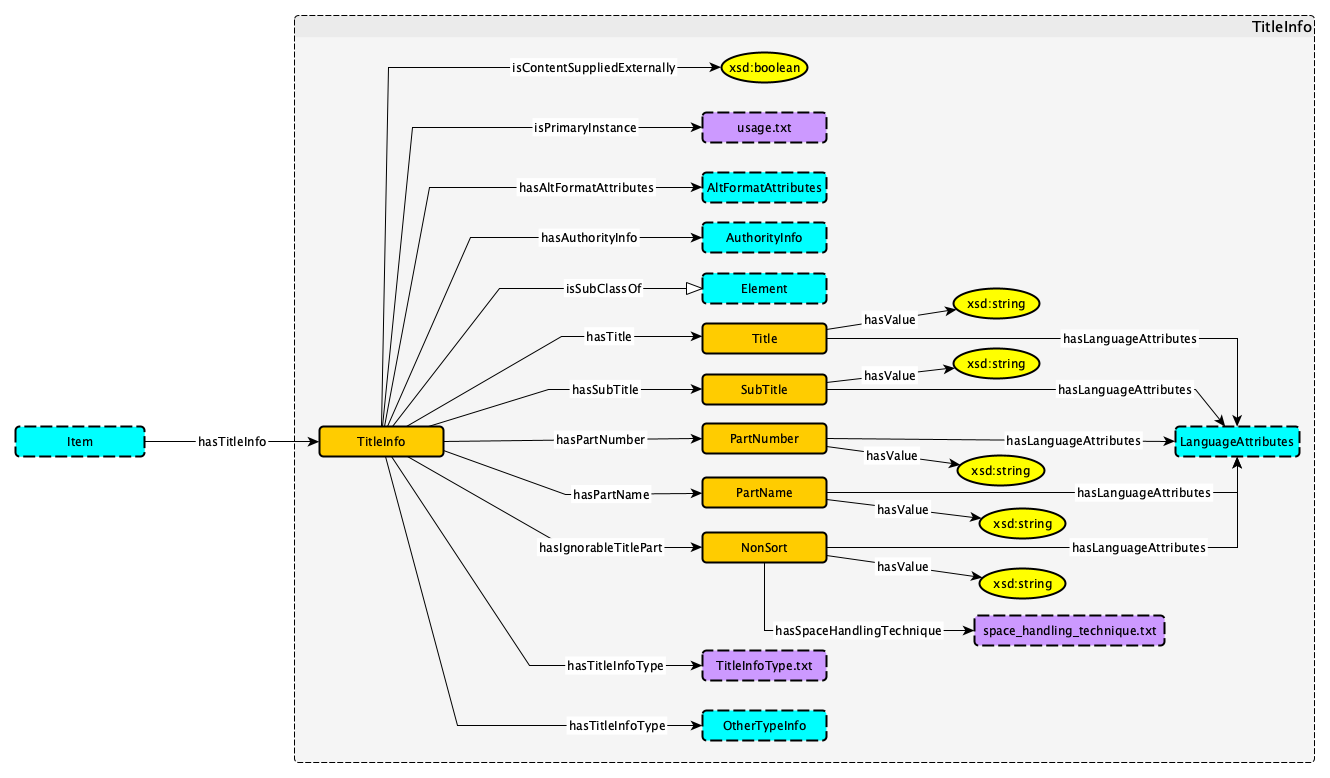 TitleInfo
isContentSuppliedExternally
xsd:boolean
isPrimaryInstance
usage.txt
hasAltFormatAttributes
AltFormatAttributes
hasAuthorityInfo
AuthorityInfo
isSubClassOf
Element
hasTitle
Title
hasValue
xsd:string
hasLanguageAttributes
hasSubTitle
SubTitle
hasValue
xsd:string
hasLanguageAttributes
Item
hasTitleInfo
TitleInfo
hasPartNumber
PartNumber
hasLanguageAttributes
LanguageAttributes
hasValue
xsd:string
hasPartName
PartName
hasLanguageAttributes
hasValue
xsd:string
hasIgnorableTitlePart
NonSort
hasLanguageAttributes
hasValue
xsd:string
hasSpaceHandlingTechnique
space_handling_technique.txt
hasTitleInfoType
TitleInfoType.txt
hasTitleInfoType
OtherTypeInfo